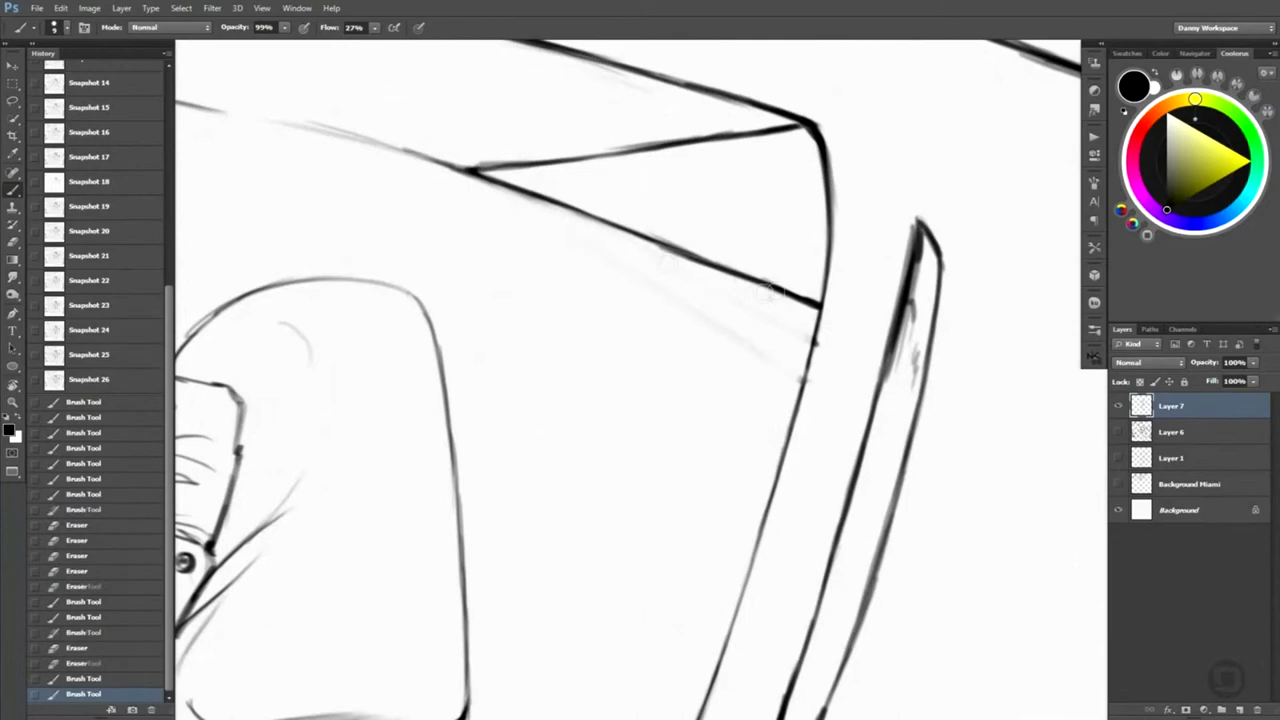 Ps File Edit Image Layer Type Select Filter 3D View Window Help
Mode: Normal Opacity: 99% Flow: 27% Danny Workspace
History
Snapshot 14
Snapshot 15
Snapshot 16
Snapshot 17
Snapshot 18
Snapshot 19
Snapshot 20
Snapshot 21
Snapshot 22
Snapshot 23
Snapshot 24
Snapshot 25
Snapshot 26
Brush Tool
Brush Tool
Brush Tool
Brush Tool
Brush Tool
Brush Tool
Brush Tool
Brush Tool
Eraser
Eraser
Eraser
Eraser
Eraser Tool
Brush Tool
Brush Tool
Brush Tool
Eraser
Eraser Tool
Brush Tool
Brush Tool
Swatches Color Navigator Coolorus
Layers Paths Channels
Kind
Normal Opacity: 100%
Lock: Fill: 100%
Layer 7
Layer 6
Layer 1
Background Miami
Background